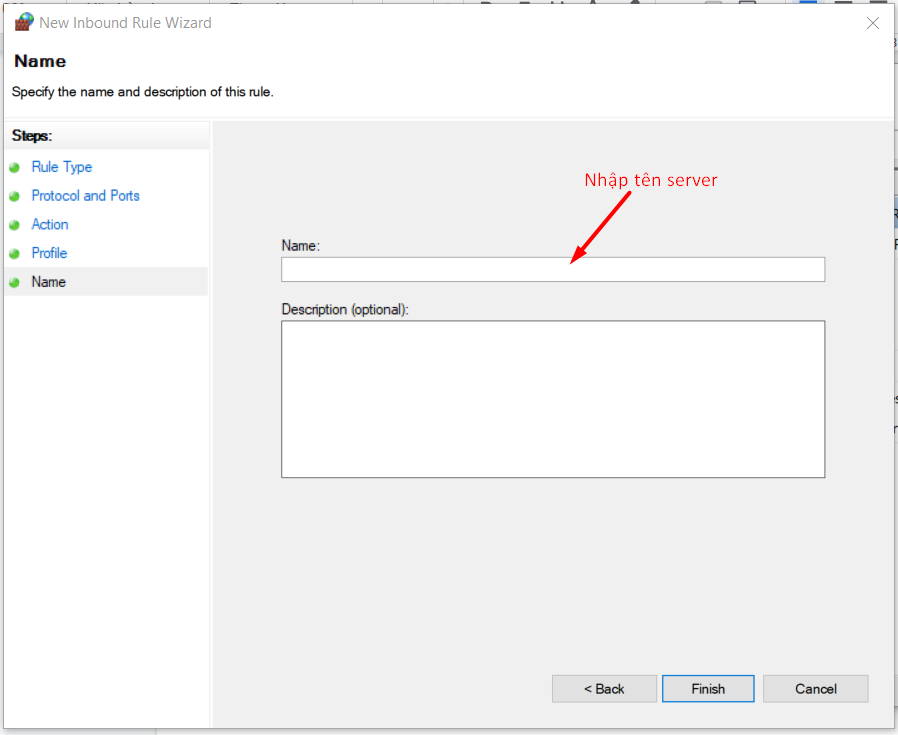 New Inbound Rule Wizard
Name
Specify the name and description of this rule.
Steps:
Rule Type
Protocol and Ports
Action
Profile
Name
Nhập tên server
Name:
Description (optional):
< Back
Finish
Cancel